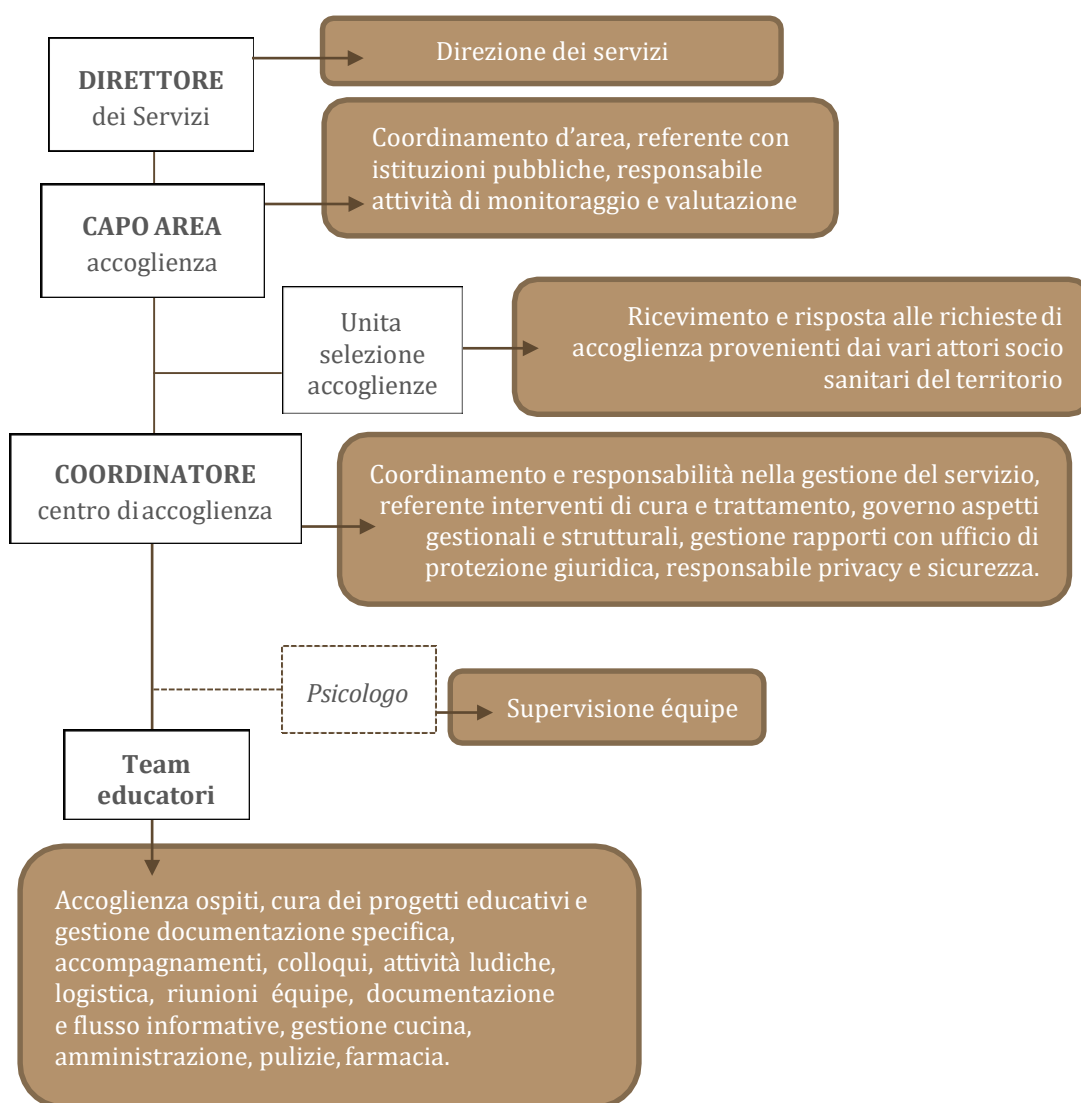 DIRETTORE
dei Servizi
Direzione dei servizi
CAPO AREA
accoglienza
Coordinamento d’area, referente con
istituzioni pubbliche, responsabile
attività di monitoraggio e valutazione
Unita
selezione
accoglienze
Ricevimento e risposta alle richieste di
accoglienza provenienti dai vari attori socio
sanitari del territorio
COORDINATORE
centro di accoglienza
Coordinamento e responsabilità nella gestione del servizio,
referente interventi di cura e trattamento, governo aspetti
gestionali e strutturali, gestione rapporti con ufficio di
protezione giuridica, responsabile privacy e sicurezza.
Psicologo
Supervisione équipe
Team
educatori
Accoglienza ospiti, cura dei progetti educativi e
gestione documentazione specifica,
accompagnamenti, colloqui, attività ludiche,
logistica, riunioni équipe, documentazione
e flusso informative, gestione cucina,
amministrazione, pulizie, farmacia.